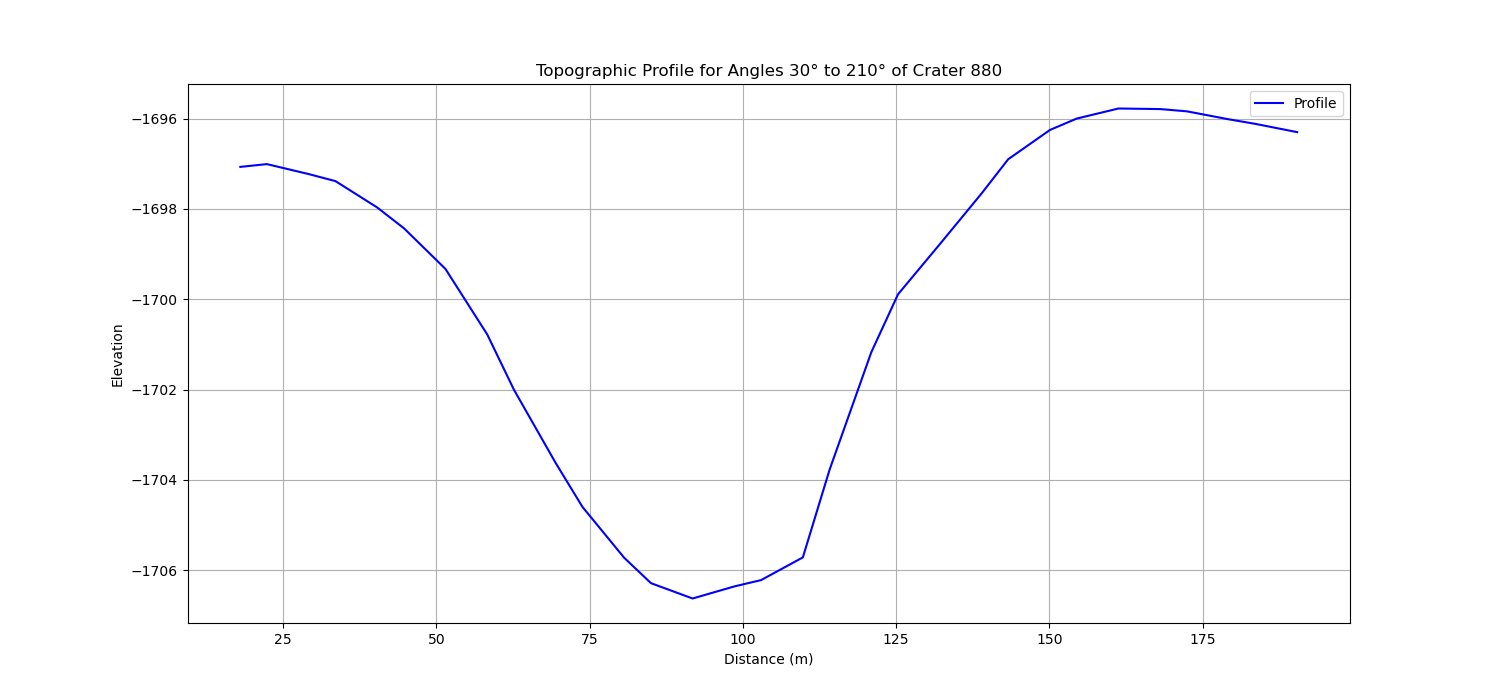 Topographic Profile for Angles 30° to 210° of Crater 880
Profile
−1696
−1698
−1700
−1702
−1704
−1706
Elevation
25 50 75 100 125 150 175
Distance (m)